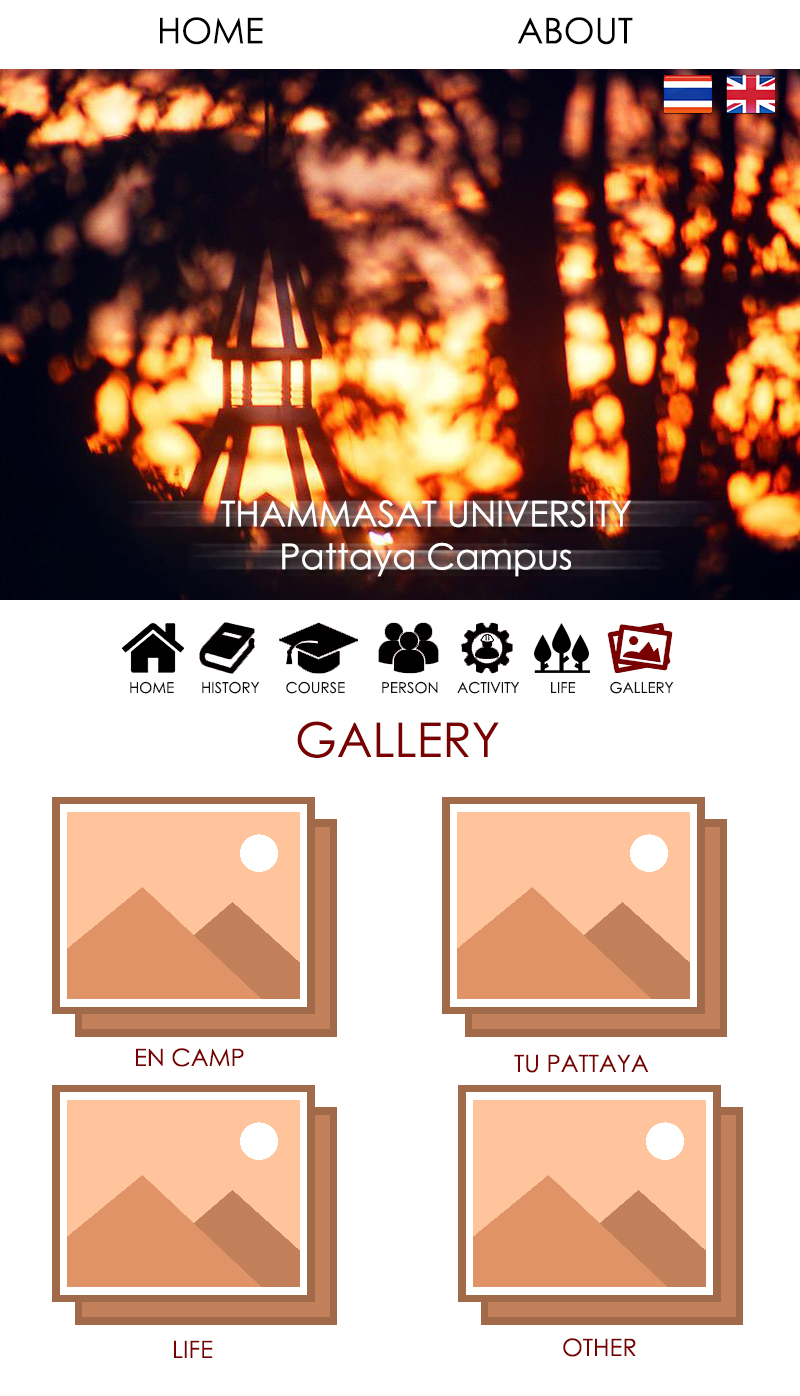 HOME ABOUT
THAMMASAT UNIVERSITY
Pattaya Campus
HOME HISTORY COURSE PERSON ACTIVITY LIFE GALLERY
GALLERY
EN CAMP TU PATTAYA
LIFE OTHER